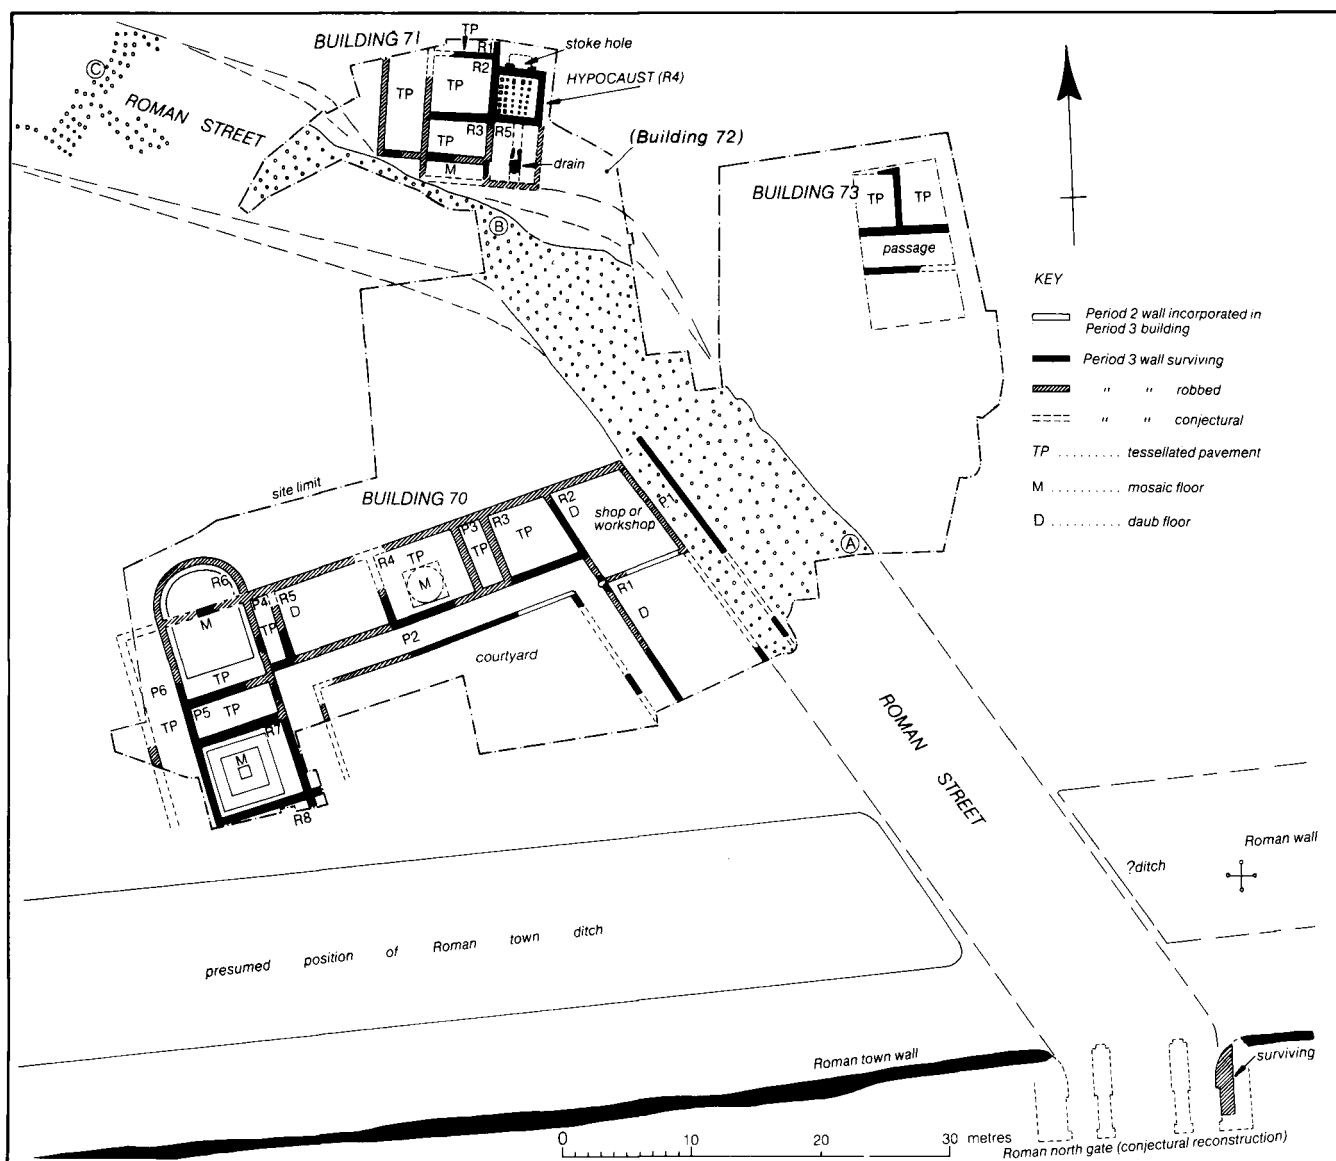 BUILDING 71
TP
R1
stoke hole
R2
HYPOCAUST (R4)
TP
TP
C
ROMAN STREET
R3
R5
(Building 72)
TP
M
drain
B
BUILDING 73
TP
TP
passage
KEY
Period 2 wall incorporated in
Period 3 building
Period 3 wall surviving
" " robbed
" " conjectural
TP ......... tessellated pavement
M ......... mosaic floor
D ......... daub floor
site limit
BUILDING 70
R2
D
shop or
workshop
P1
A
P3
TP
R3
TP
R4
TP
M
R1
D
R6
P4
TP
R5
D
M
P2
courtyard
TP
P6
TP
P5
TP
R7
M
R8
ROMAN STREET
Roman wall
?ditch
presumed position of Roman town ditch
Roman town wall
surviving
0 10 20 30 metres
Roman north gate (conjectural reconstruction)